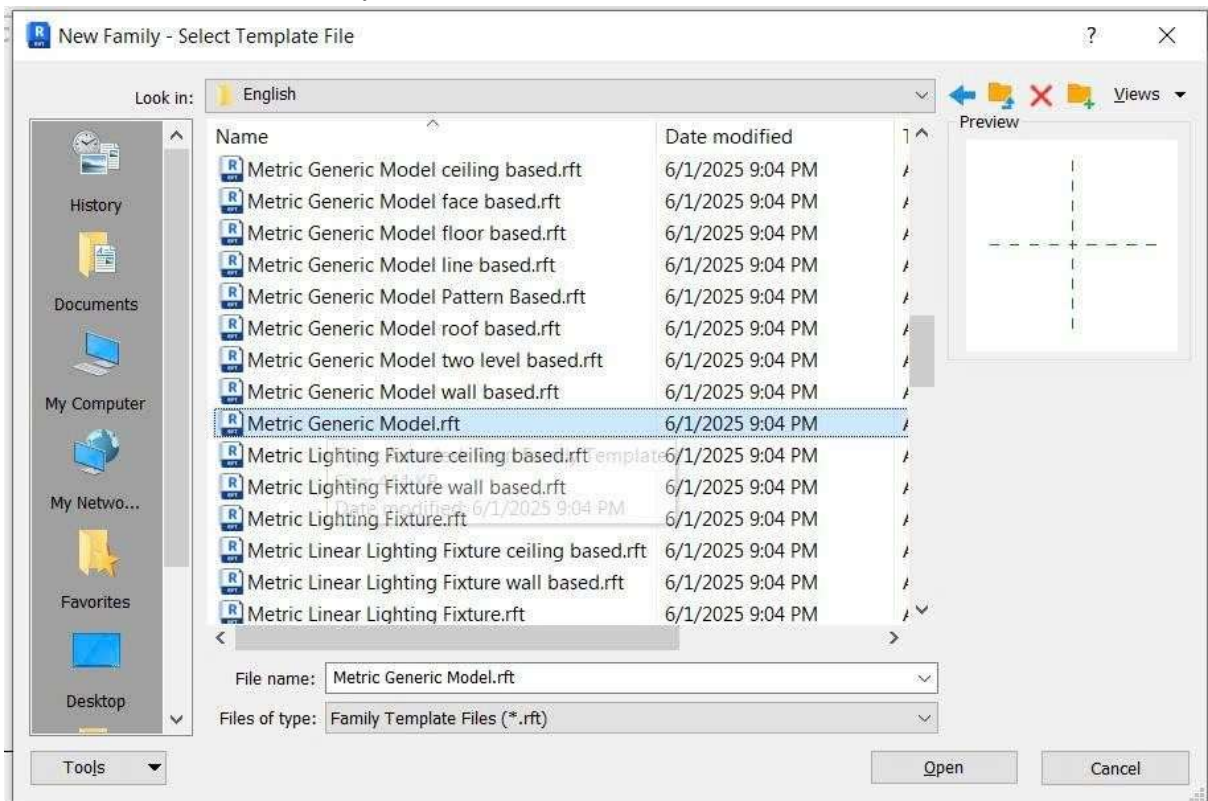 New Family - Select Template File
?
Look in:
English
Views
Preview
Name
Date modified
Metric Generic Model ceiling based.rft 6/1/2025 9:04 PM
Metric Generic Model face based.rft 6/1/2025 9:04 PM
Metric Generic Model floor based.rft 6/1/2025 9:04 PM
Metric Generic Model line based.rft 6/1/2025 9:04 PM
Metric Generic Model Pattern Based.rft 6/1/2025 9:04 PM
Metric Generic Model roof based.rft 6/1/2025 9:04 PM
Metric Generic Model two level based.rft 6/1/2025 9:04 PM
Metric Generic Model wall based.rft 6/1/2025 9:04 PM
Metric Generic Model.rft 6/1/2025 9:04 PM
Metric Lighting Fixture ceiling based.rft 6/1/2025 9:04 PM
Metric Lighting Fixture wall based.rft 6/1/2025 9:04 PM
Date modified: 6/1/2025 9:04 PM
Metric Lighting Fixture.rft 6/1/2025 9:04 PM
Metric Linear Lighting Fixture ceiling based.rft 6/1/2025 9:04 PM
Metric Linear Lighting Fixture wall based.rft 6/1/2025 9:04 PM
Metric Linear Lighting Fixture.rft 6/1/2025 9:04 PM
History
Documents
My Computer
My Netwo...
Favorites
Desktop
File name: Metric Generic Model.rft
Files of type: Family Template Files (*.rft)
Tools
Open
Cancel